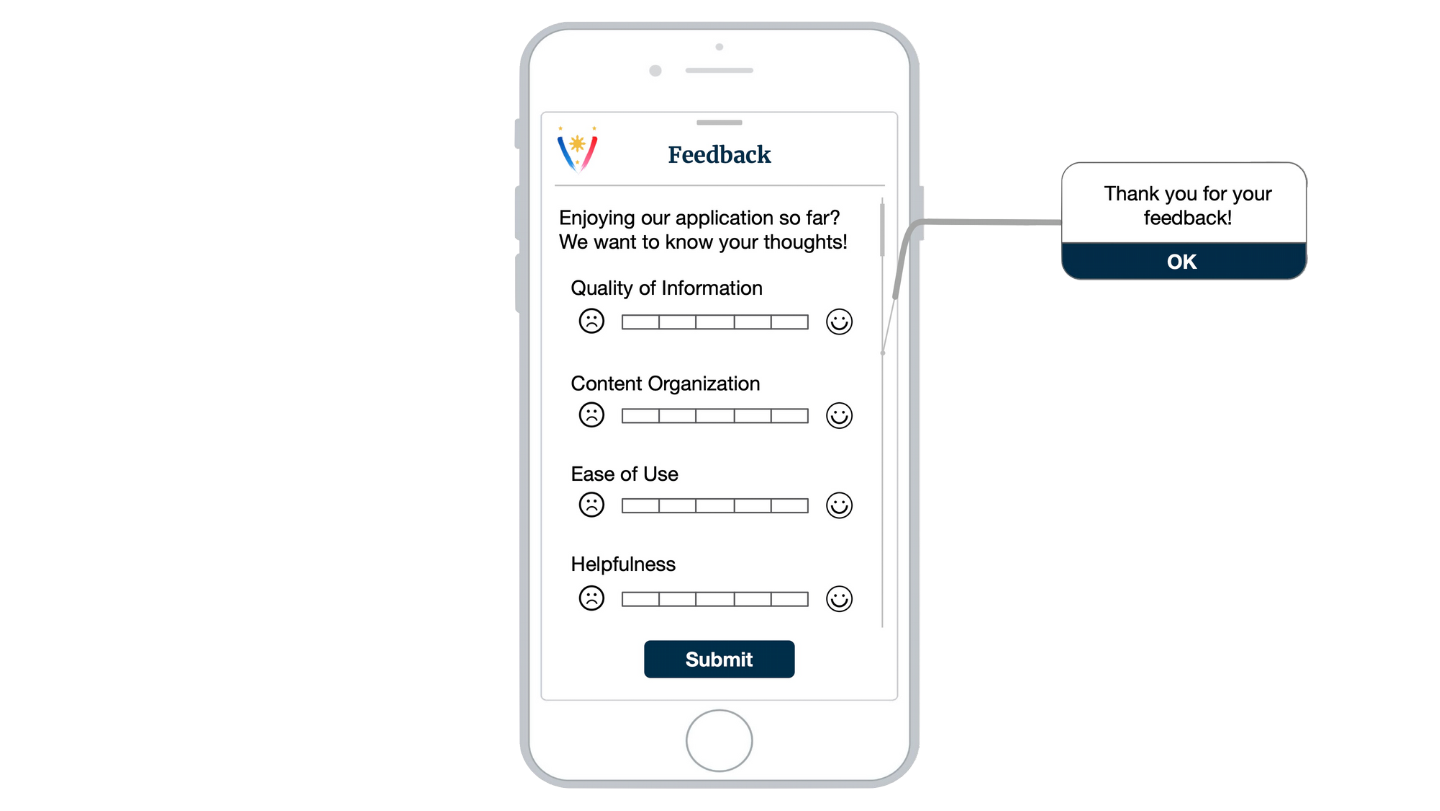 Feedback
Enjoying our application so far?
We want to know your thoughts!
Quality of Information
Content Organization
Ease of Use
Helpfulness
Submit
Thank you for your
feedback!
OK